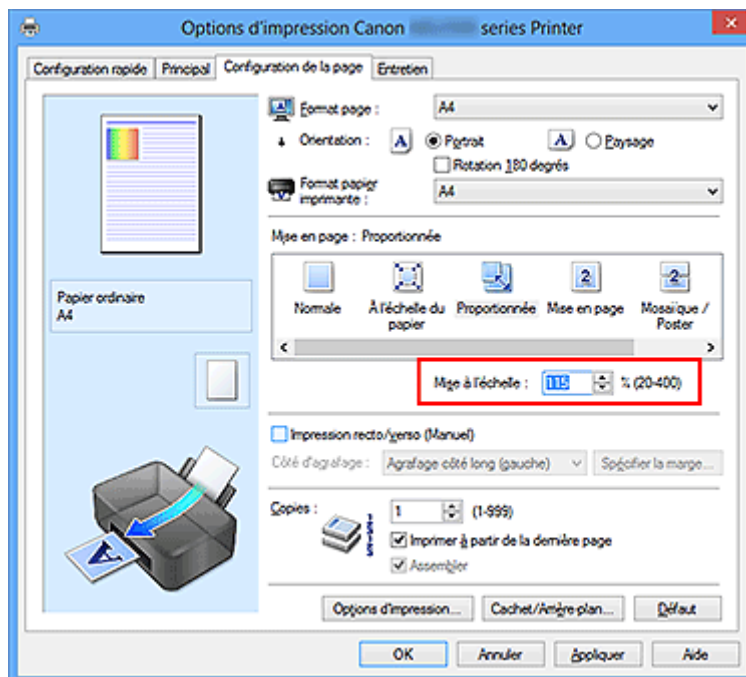 Options d'impression Canon series Printer
Configuration rapide Principal Configuration de la page Entretien
Format page : A4
Orientation : A Portrait A Paysage
Rotation 180 degrés
Format papier imprimante : A4
Mise en page : Proportionnée
2 -2-
Normale À l'échelle du papier Proportionnée Mise en page Mosaïque / Poster
Papier ordinaire
A4
Mise à l'échelle : 115 % (20-400)
Impression recto/verso (Manuel)
Côté d'agrafage : Agrafage côté long (gauche) Spécifier la marge...
Copies : 1 (1-999)
Imprimer à partir de la dernière page
Assembler
Options d'impression... Cachet/Arrière-plan... Défaut
OK Annuler Appliquer Aide